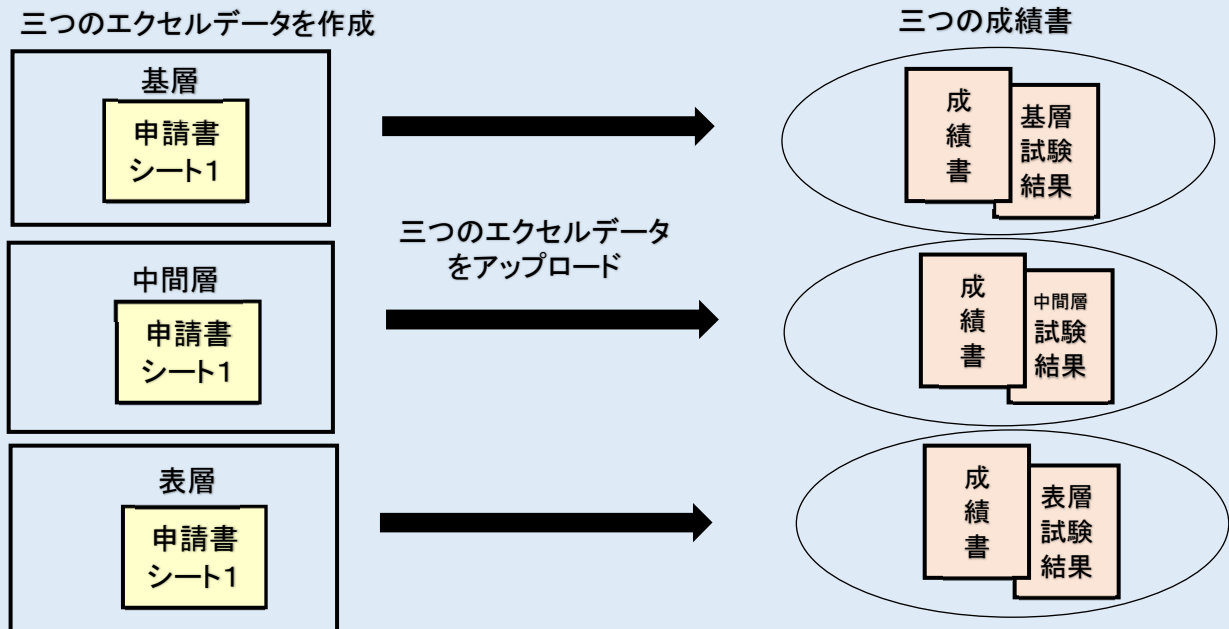 三つのエクセルデータを作成
三つの成績書
基層
申請書
シート1
成績書
基層
試験
結果
三つのエクセルデータ
をアップロード
中間層
申請書
シート1
成績書
中間層
試験
結果
表層
申請書
シート1
成績書
表層
試験
結果